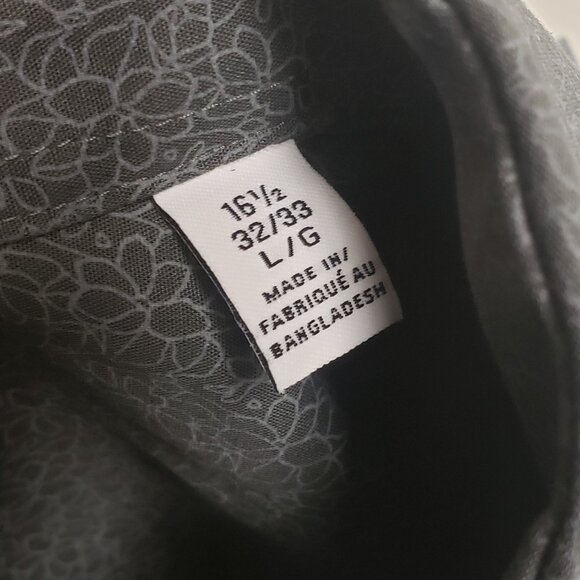 16½
32/33
L/G
MADE IN/
FABRIQUÉ AU
BANGLADESH